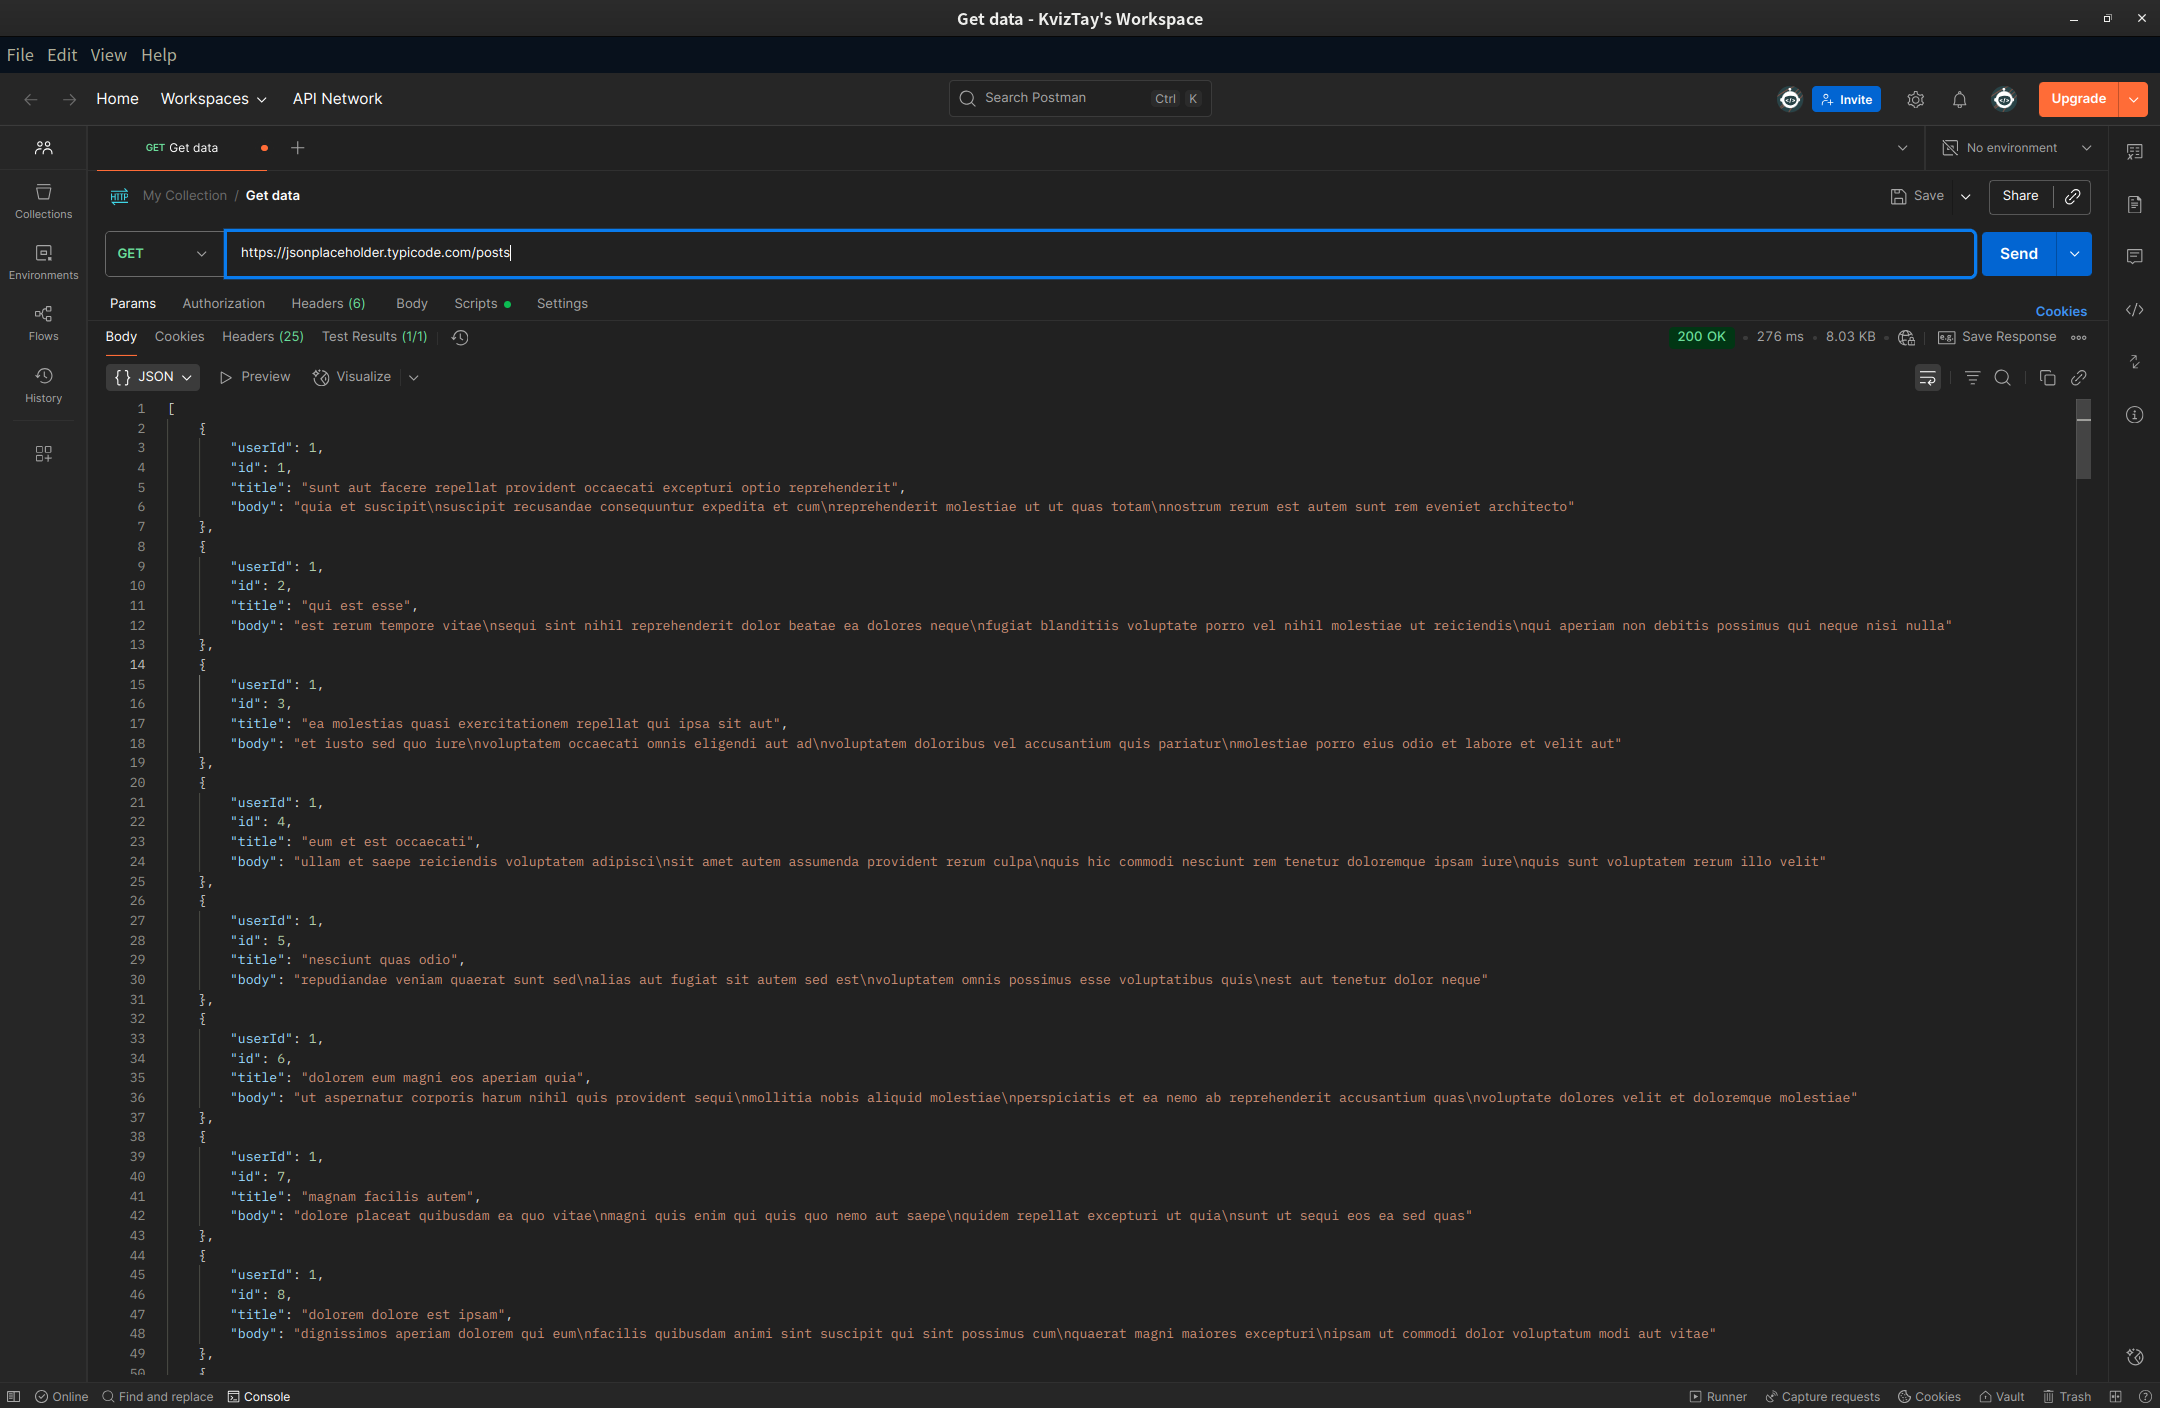 Get data - KvizTay's Workspace
File Edit View Help
Home Workspaces API Network Search Postman Ctrl K Invite Upgrade
GET Get data No environment
My Collection / Get data Save Share
GET https://jsonplaceholder.typicode.com/posts Send
Params Authorization Headers (6) Body Scripts Settings Cookies
Body Cookies Headers (25) Test Results (1/1) 200 OK 276 ms 8.03 KB Save Response
{} JSON Preview Visualize
Collections
Environments
Flows
History
1 [
2 {
3 "userId": 1,
4 "id": 1,
5 "title": "sunt aut facere repellat provident occaecati excepturi optio reprehenderit",
6 "body": "quia et suscipit\nsuscipit recusandae consequuntur expedita et cum\nreprehenderit molestiae ut ut quas totam\nnostrum rerum est autem sunt rem eveniet architecto"
7 },
8 {
9 "userId": 1,
10 "id": 2,
11 "title": "qui est esse",
12 "body": "est rerum tempore vitae\nsequi sint nihil reprehenderit dolor beatae ea dolores neque\nfugiat blanditiis voluptate porro vel nihil molestiae ut reiciendis\nqui aperiam non debitis possimus qui neque nisi nulla"
13 },
14 {
15 "userId": 1,
16 "id": 3,
17 "title": "ea molestias quasi exercitationem repellat qui ipsa sit aut",
18 "body": "et iusto sed quo iure\nvoluptatem occaecati omnis eligendi aut ad\nvoluptatem doloribus vel accusantium quis pariatur\nmolestiae porro eius odio et labore et velit aut"
19 },
20 {
21 "userId": 1,
22 "id": 4,
23 "title": "eum et est occaecati",
24 "body": "ullam et saepe reiciendis voluptatem adipisci\nsit amet autem assumenda provident rerum culpa\nquis hic commodi nesciunt rem tenetur doloremque ipsam iure\nquis sunt voluptatem rerum illo velit"
25 },
26 {
27 "userId": 1,
28 "id": 5,
29 "title": "nesciunt quas odio",
30 "body": "repudiandae veniam quaerat sunt sed\nalias aut fugiat sit autem sed est\nvoluptatem omnis possimus esse voluptatibus quis\nest aut tenetur dolor neque"
31 },
32 {
33 "userId": 1,
34 "id": 6,
35 "title": "dolorem eum magni eos aperiam quia",
36 "body": "ut aspernatur corporis harum nihil quis provident sequi\nmollitia nobis aliquid molestiae\nperspiciatis et ea nemo ab reprehenderit accusantium quas\nvoluptate dolores velit et doloremque molestiae"
37 },
38 {
39 "userId": 1,
40 "id": 7,
41 "title": "magnam facilis autem",
42 "body": "dolore placeat quibusdam ea quo vitae\nmagni quis enim qui quis quo nemo aut saepe\nquidem repellat excepturi ut quia\nsunt ut sequi eos ea sed quas"
43 },
44 {
45 "userId": 1,
46 "id": 8,
47 "title": "dolorem dolore est ipsam",
48 "body": "dignissimos aperiam dolorem qui eum\nfacilis quibusdam animi sint suscipit qui sint possimus cum\nquaerat magni maiores excepturi\nipsam ut commodi dolor voluptatum modi aut vitae"
49 },
50 {
Online Find and replace Console Runner Capture requests Cookies Vault Trash